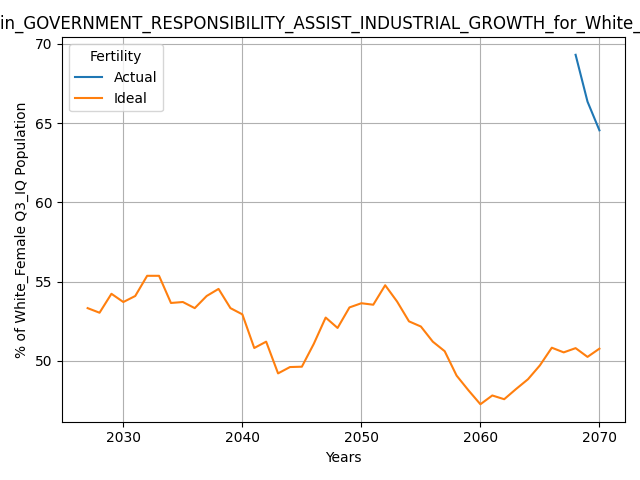 in_GOVERNMENT_RESPONSIBILITY_ASSIST_INDUSTRIAL_GROWTH_for_White_
Fertility
Actual
Ideal
% of White_Female Q3_IQ Population
70
65
60
55
50
2030
2040
2050
2060
2070
Years